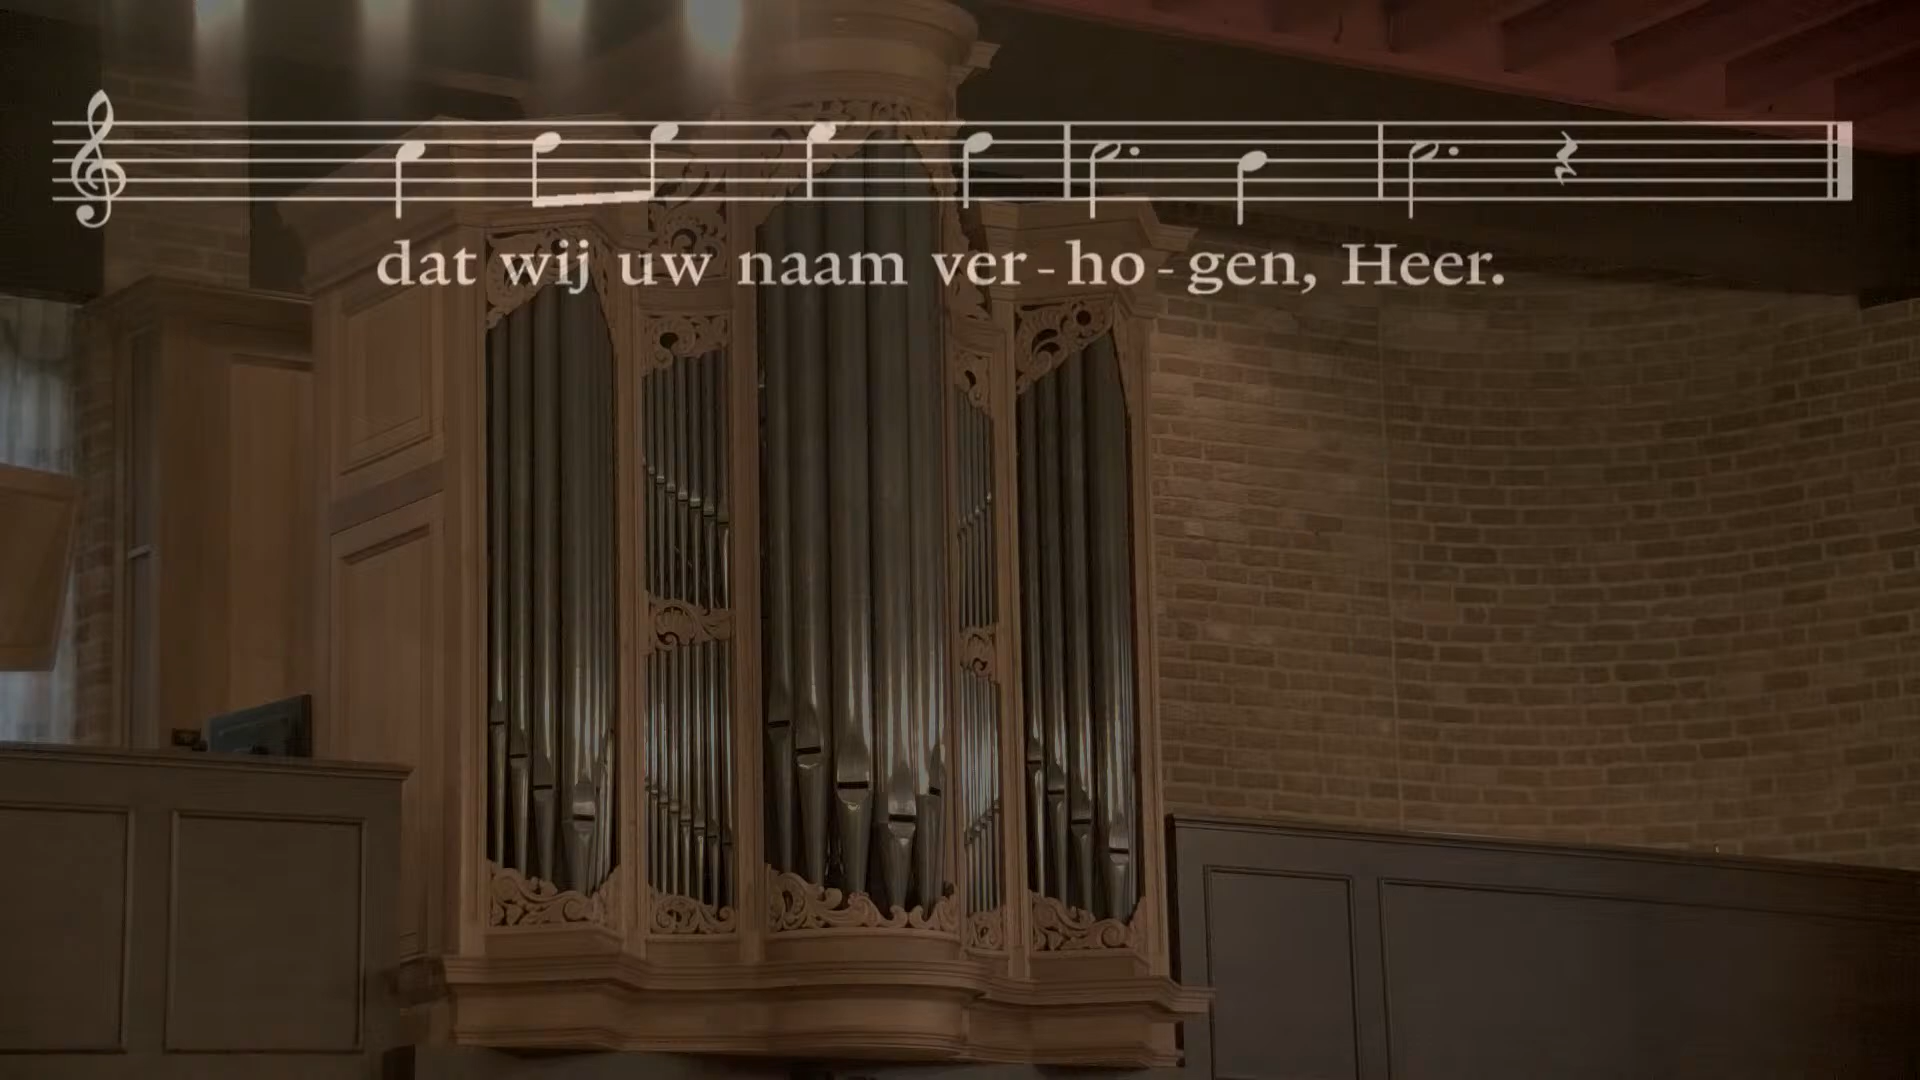 dat wij uw naam ver - ho - gen, Heer.